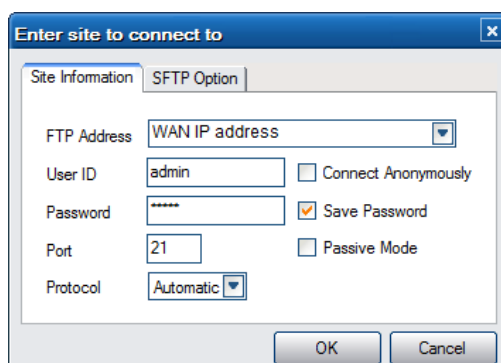 Enter site to connect to
Site Information SFTP Option
FTP Address WAN IP address
User ID admin Connect Anonymously
Password ***** Save Password
Port 21 Passive Mode
Protocol Automatic
OK Cancel